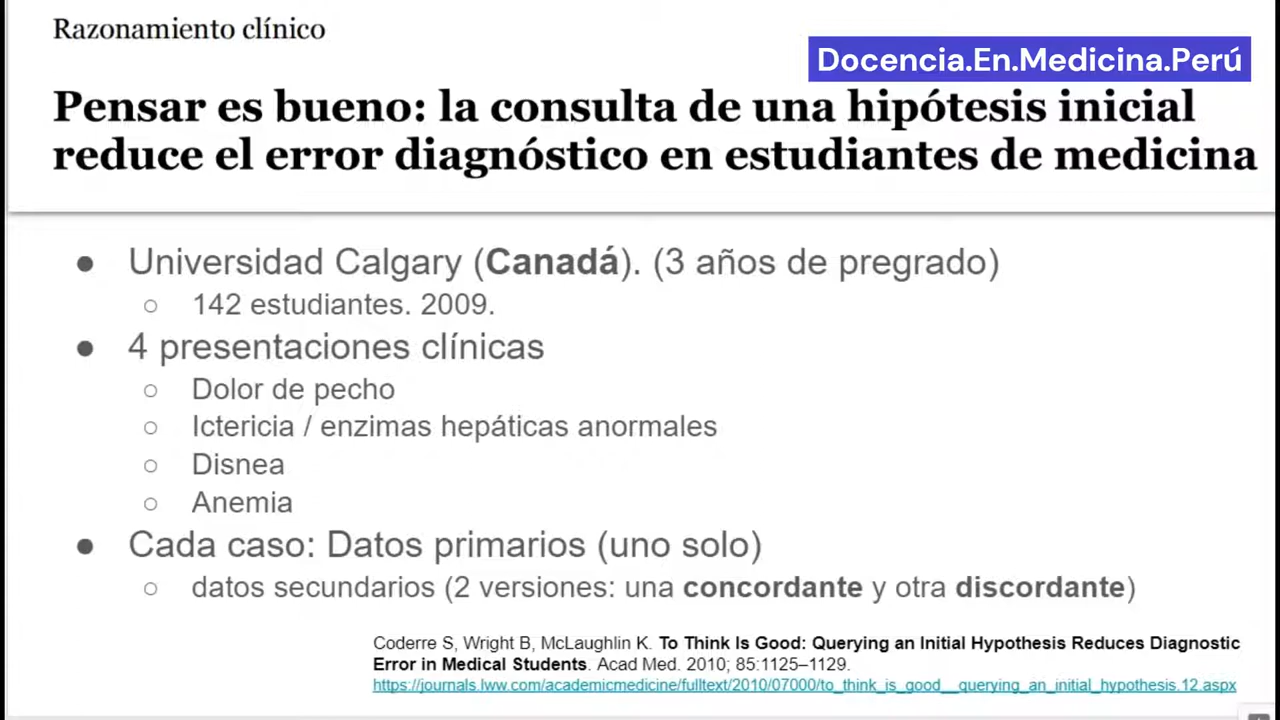 Razonamiento clínico
Docencia.En.Medicina.Perú
Pensar es bueno: la consulta de una hipótesis inicial
reduce el error diagnóstico en estudiantes de medicina
● Universidad Calgary (Canadá). (3 años de pregrado)
○ 142 estudiantes. 2009.
● 4 presentaciones clínicas
○ Dolor de pecho
○ Ictericia / enzimas hepáticas anormales
○ Disnea
○ Anemia
● Cada caso: Datos primarios (uno solo)
○ datos secundarios (2 versiones: una concordante y otra discordante)
Coderre S, Wright B, McLaughlin K. To Think Is Good: Querying an Initial Hypothesis Reduces Diagnostic
Error in Medical Students. Acad Med. 2010; 85:1125–1129.
https://journals.lww.com/academicmedicine/fulltext/2010/07000/to_think_is_good__querying_an_initial_hypothesis.12.aspx